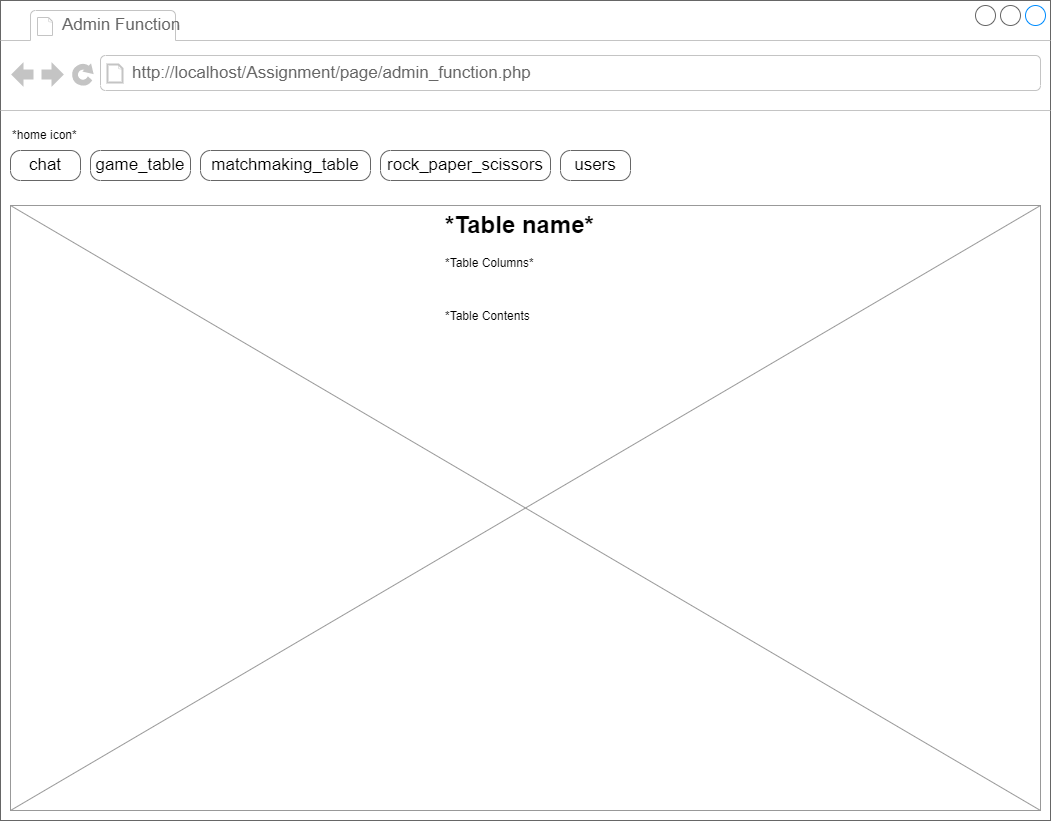 Admin Function
http://localhost/Assignment/page/admin_function.php
*home icon*
chat game_table matchmaking_table rock_paper_scissors users
*Table name*
*Table Columns*
*Table Contents